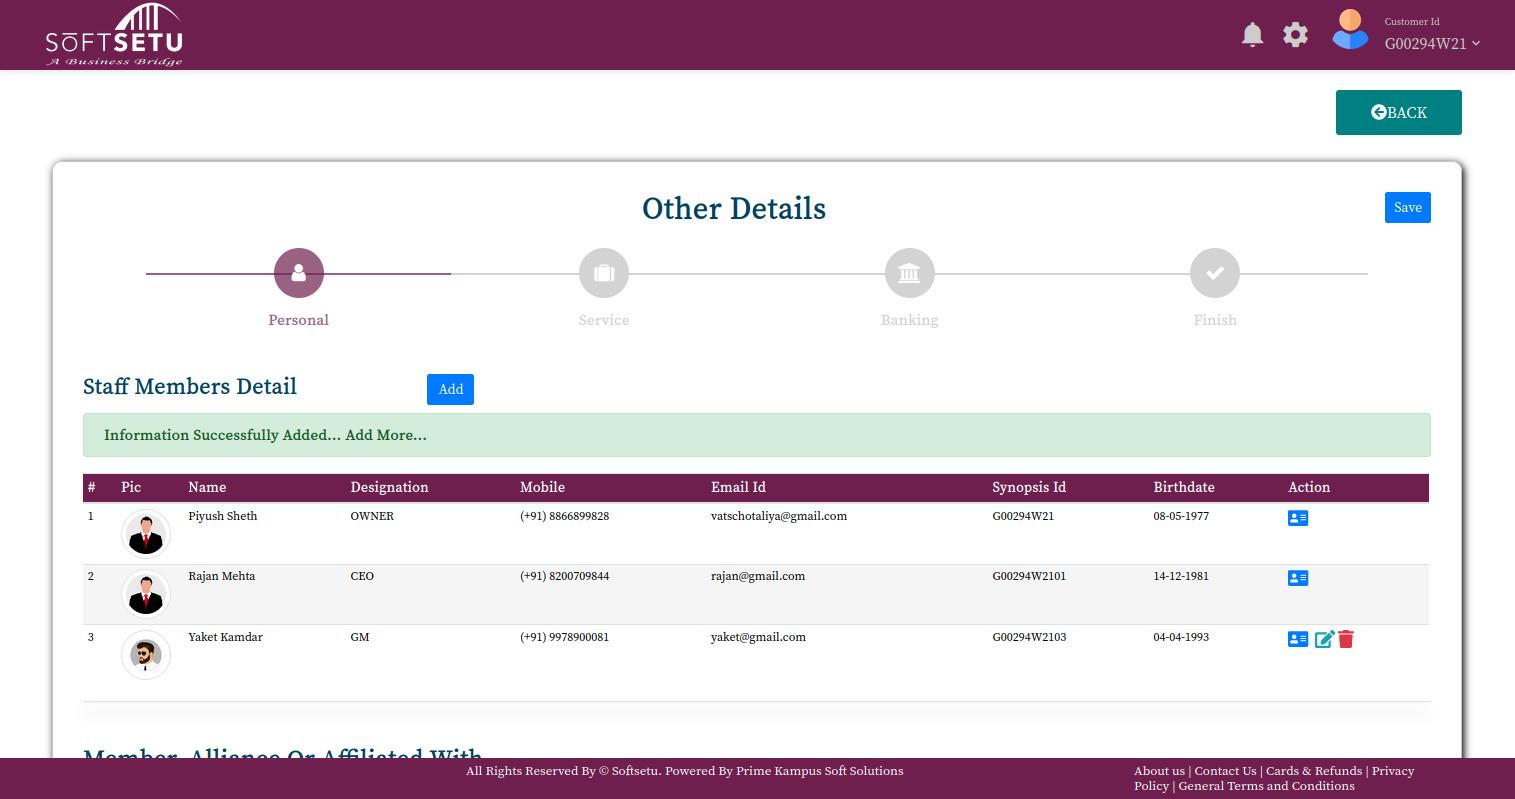 SOFTSETU
A Business Bridge
Customer Id
G00294W21
BACK
Other Details
Save
Personal
Service
Banking
Finish
Staff Members Detail
Add
Information Successfully Added... Add More...
# Pic Name Designation Mobile Email Id Synopsis Id Birthdate Action
1 Piyush Sheth OWNER (+91) 8866899828 vatschotaliya@gmail.com G00294W21 08-05-1977
2 Rajan Mehta CEO (+91) 8200709844 rajan@gmail.com G00294W2101 14-12-1981
3 Yaket Kamdar GM (+91) 9978900081 yaket@gmail.com G00294W2103 04-04-1993
Member, Alliance Or Affiliated With
All Rights Reserved By © Softsetu. Powered By Prime Kampus Soft Solutions
About us | Contact Us | Cards & Refunds | Privacy
Policy | General Terms and Conditions